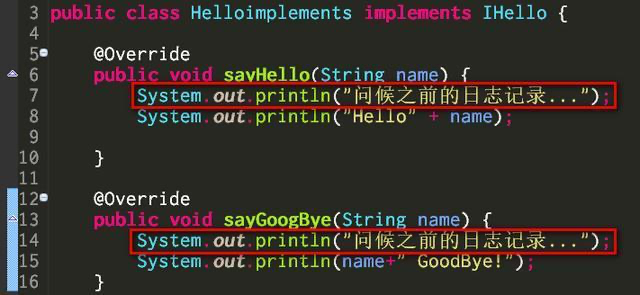 3 public class Helloimplements implements IHello {
4
5 @Override
6 public void sayHello(String name) {
7 System.out.println("问候之前的日志记录...");
8 System.out.println("Hello" + name);
9
10 }
11
12 @Override
13 public void sayGoogBye(String name) {
14 System.out.println("问候之前的日志记录...");
15 System.out.println(name+" GoodBye!");
16 }